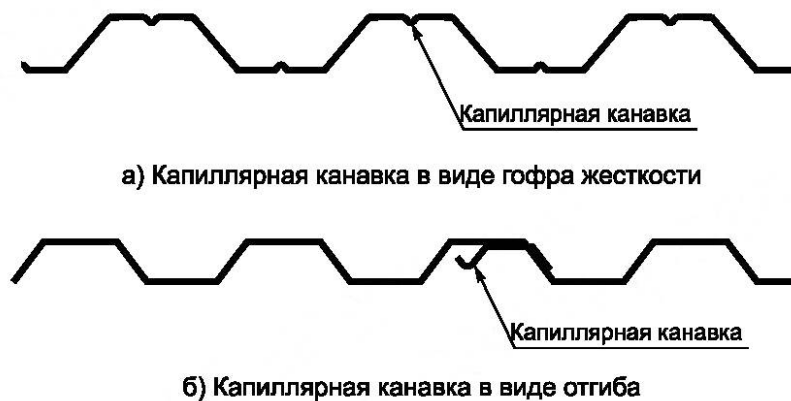 Капиллярная канавка
а) Капиллярная канавка в виде гофра жесткости
Капиллярная канавка
б) Капиллярная канавка в виде отгиба